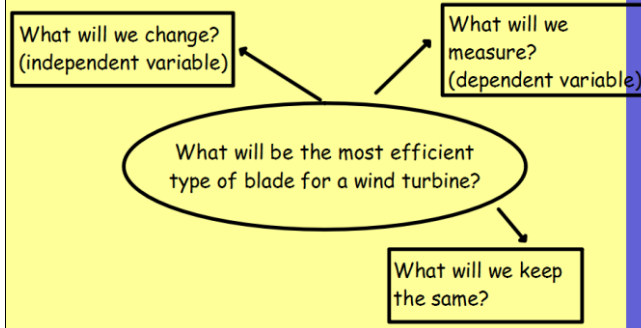 What will we change?
(independent variable)
What will we
measure?
(dependent variable)
What will be the most efficient
type of blade for a wind turbine?
What will we keep
the same?